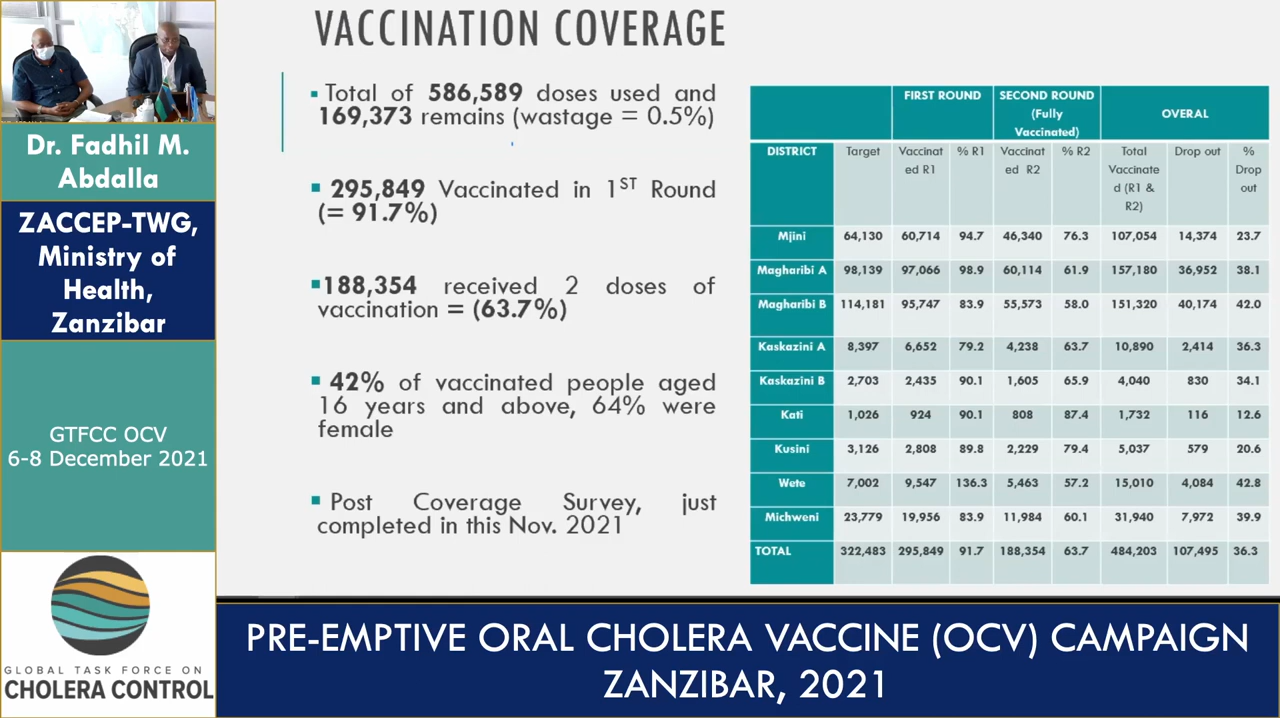 VACCINATION COVERAGE
▪ Total of 586,589 doses used and
169,373 remains (wastage = 0.5%)
▪ 295,849 Vaccinated in 1ST Round
(= 91.7%)
▪188,354 received 2 doses of
vaccination = (63.7%)
▪ 42% of vaccinated people aged
16 years and above, 64% were
female
▪ Post Coverage Survey, just
completed in this Nov. 2021
FIRST ROUND SECOND ROUND (Fully Vaccinated) OVERAL
DISTRICT Target Vaccinated R1 % R1 Vaccinated R2 % R2 Total Vaccinated (R1 & R2) Drop out % Drop out
Mjini 64,130 60,714 94.7 46,340 76.3 107,054 14,374 23.7
Magharibi A 98,139 97,066 98.9 60,114 61.9 157,180 36,952 38.1
Magharibi B 114,181 95,747 83.9 55,573 58.0 151,320 40,174 42.0
Kaskazini A 8,397 6,652 79.2 4,238 63.7 10,890 2,414 36.3
Kaskazini B 2,703 2,435 90.1 1,605 65.9 4,040 830 34.1
Kati 1,026 924 90.1 808 87.4 1,732 116 12.6
Kusini 3,126 2,808 89.8 2,229 79.4 5,037 579 20.6
Wete 7,002 9,547 136.3 5,463 57.2 15,010 4,084 42.8
Michweni 23,779 19,956 83.9 11,984 60.1 31,940 7,972 39.9
TOTAL 322,483 295,849 91.7 188,354 63.7 484,203 107,495 36.3
Dr. Fadhil M.
Abdalla
ZACCEP-TWG,
Ministry of
Health,
Zanzibar
GTFCC OCV
6-8 December 2021
GLOBAL TASK FORCE ON
CHOLERA CONTROL
PRE-EMPTIVE ORAL CHOLERA VACCINE (OCV) CAMPAIGN
ZANZIBAR, 2021